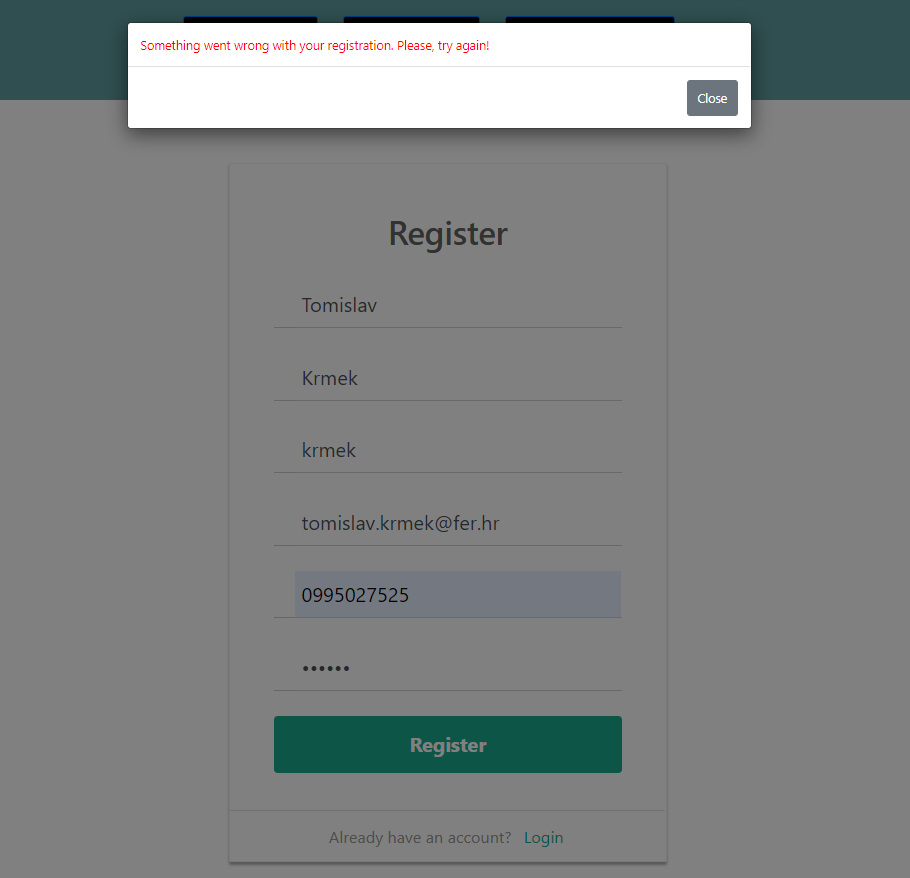 Something went wrong with your registration. Please, try again!
Close
Register
Tomislav
Krmek
krmek
tomislav.krmek@fer.hr
0995027525
••••••
Register
Already have an account? Login